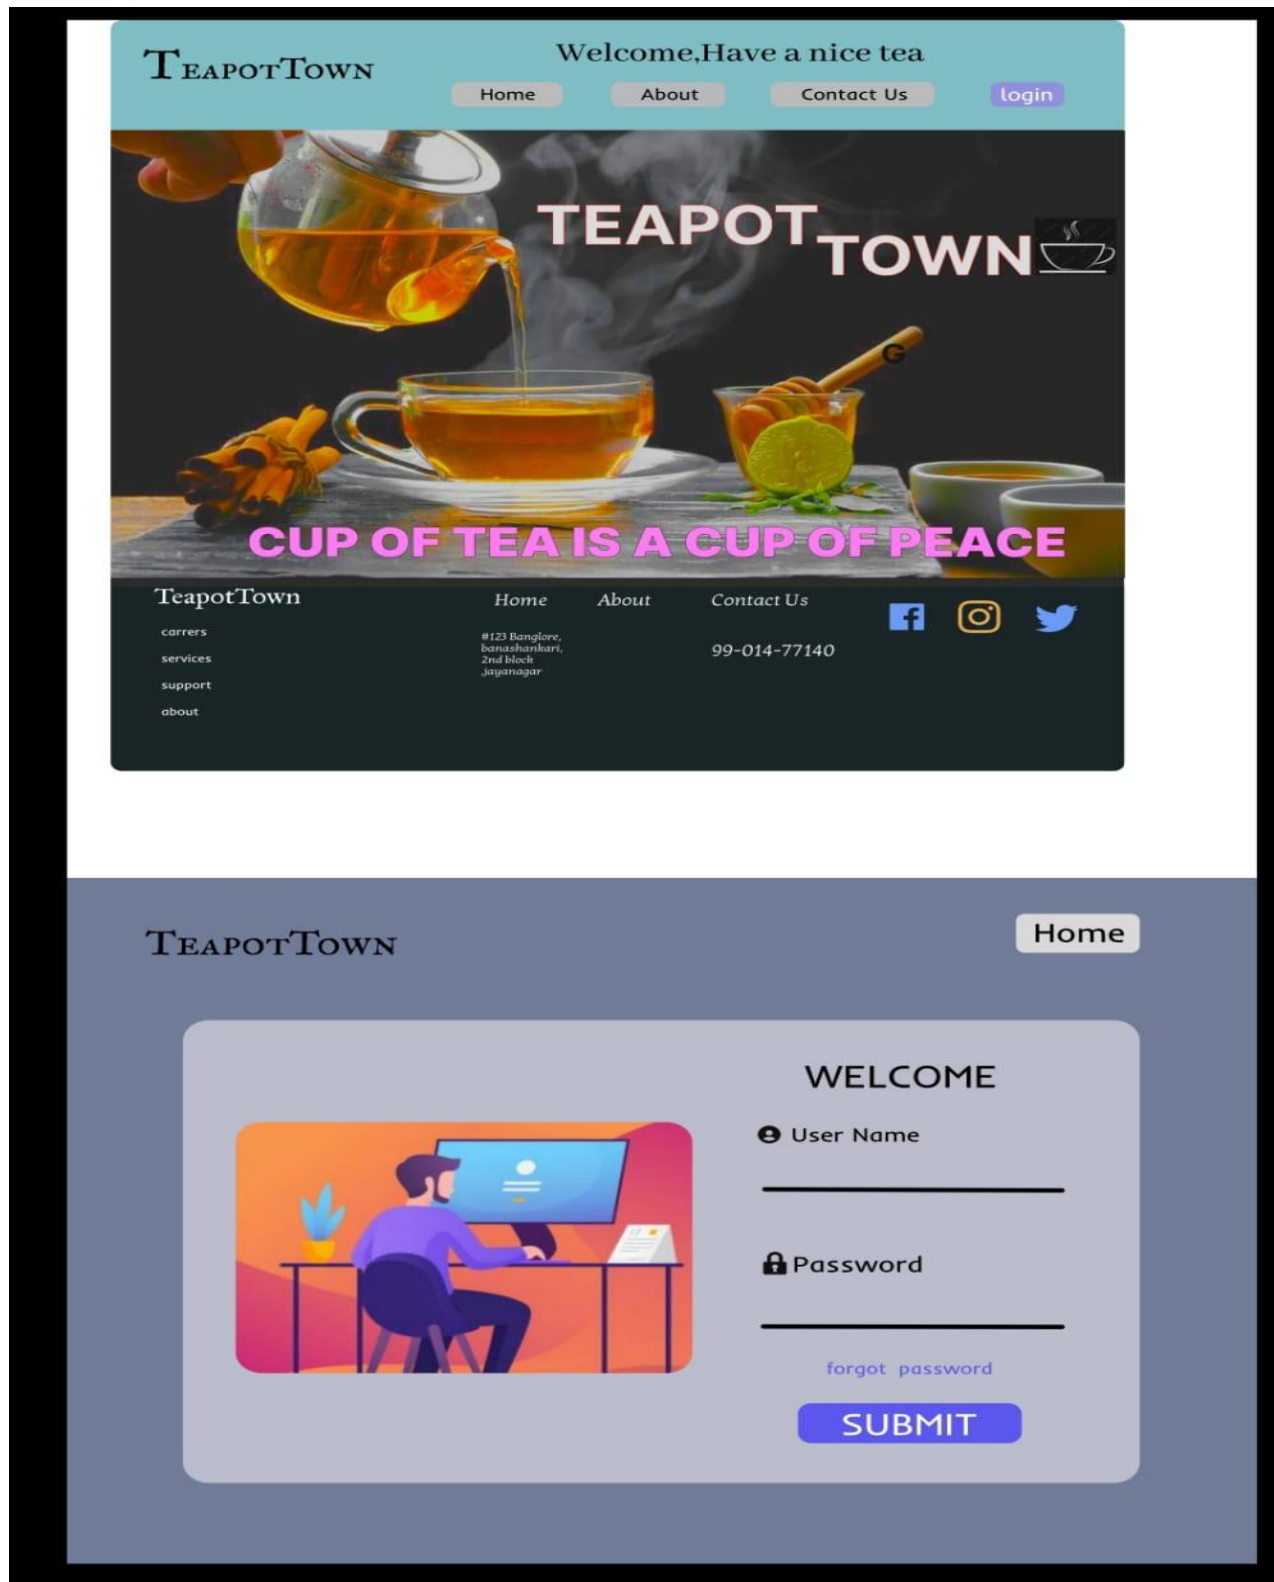 TEAPOTTOWN
Welcome,Have a nice tea
Home About Contact Us login
TEAPOT
TOWN
G
CUP OF TEA IS A CUP OF PEACE
TeapotTown
Home About Contact Us
carrers
services
support
about
#123 Banglore,
banashankari,
2nd block
,jayanagar
99-014-77140
TEAPOTTOWN
Home
WELCOME
User Name
Password
forgot password
SUBMIT